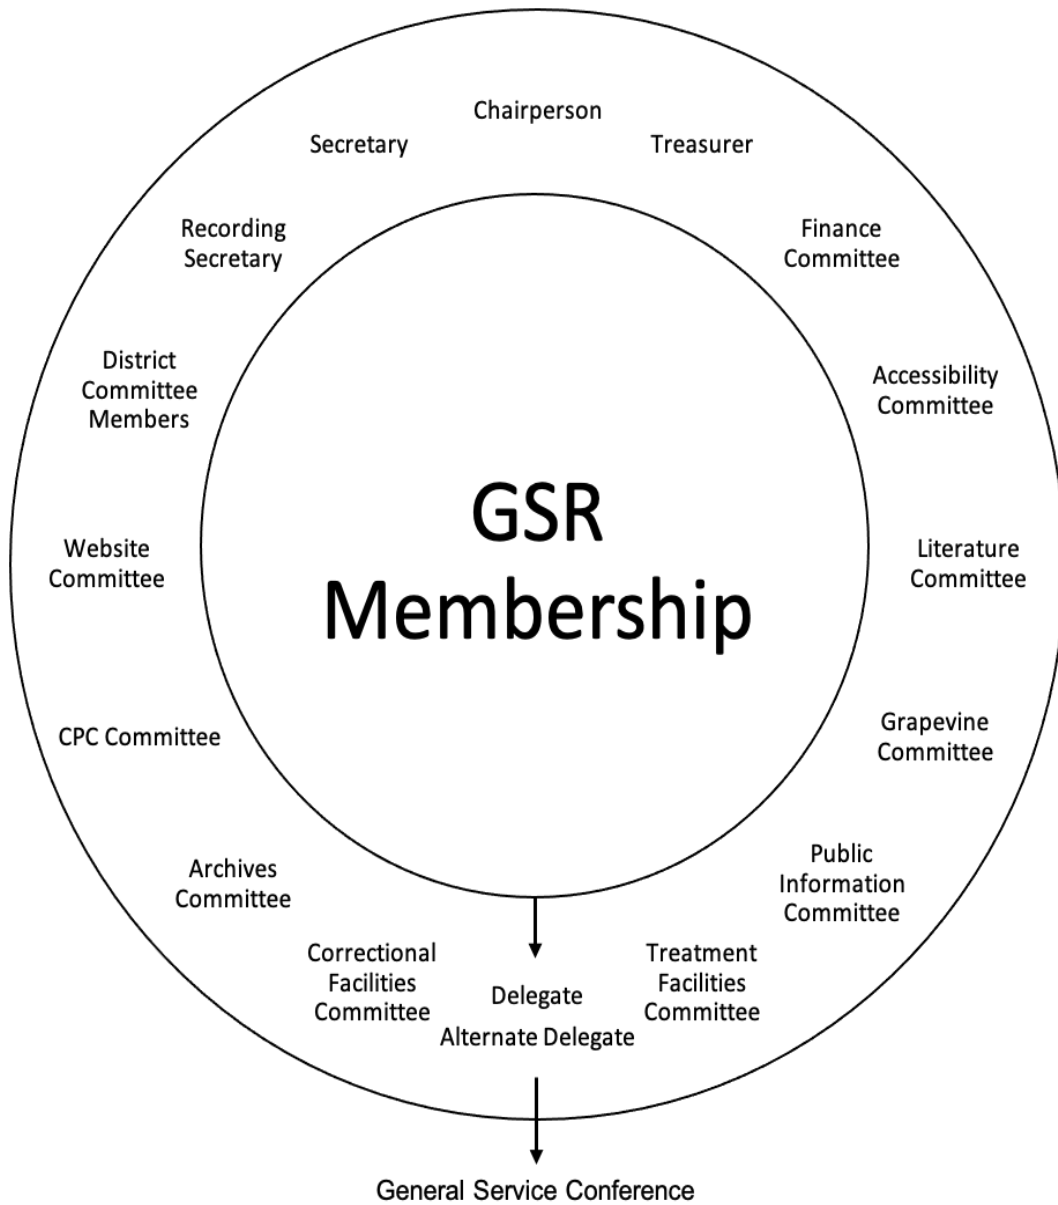 Chairperson
Secretary
Treasurer
Recording
Secretary
Finance
Committee
District
Committee
Members
Accessibility
Committee
GSR
Membership
Website
Committee
Literature
Committee
CPC Committee
Grapevine
Committee
Archives
Committee
Public
Information
Committee
Correctional
Facilities
Committee
Delegate
Alternate Delegate
Treatment
Facilities
Committee
General Service Conference